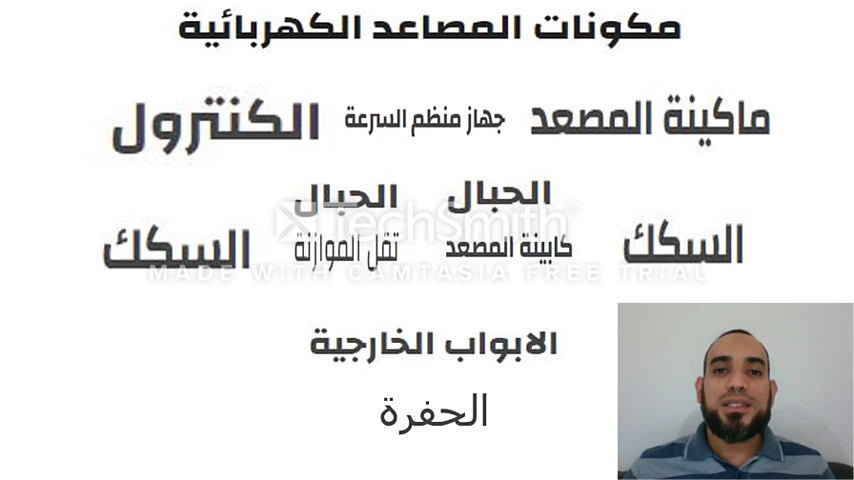 مكونات المصاعد الكهربائية
ماكينة المصعد جهاز منظم السرعة الكنترول
الحبال الحبال
السكك كابينة المصعد تقل الموازنة السكك
TechSmith
MADE WITH CAMTASIA FREE TRIAL
الابواب الخارجية
الحفرة